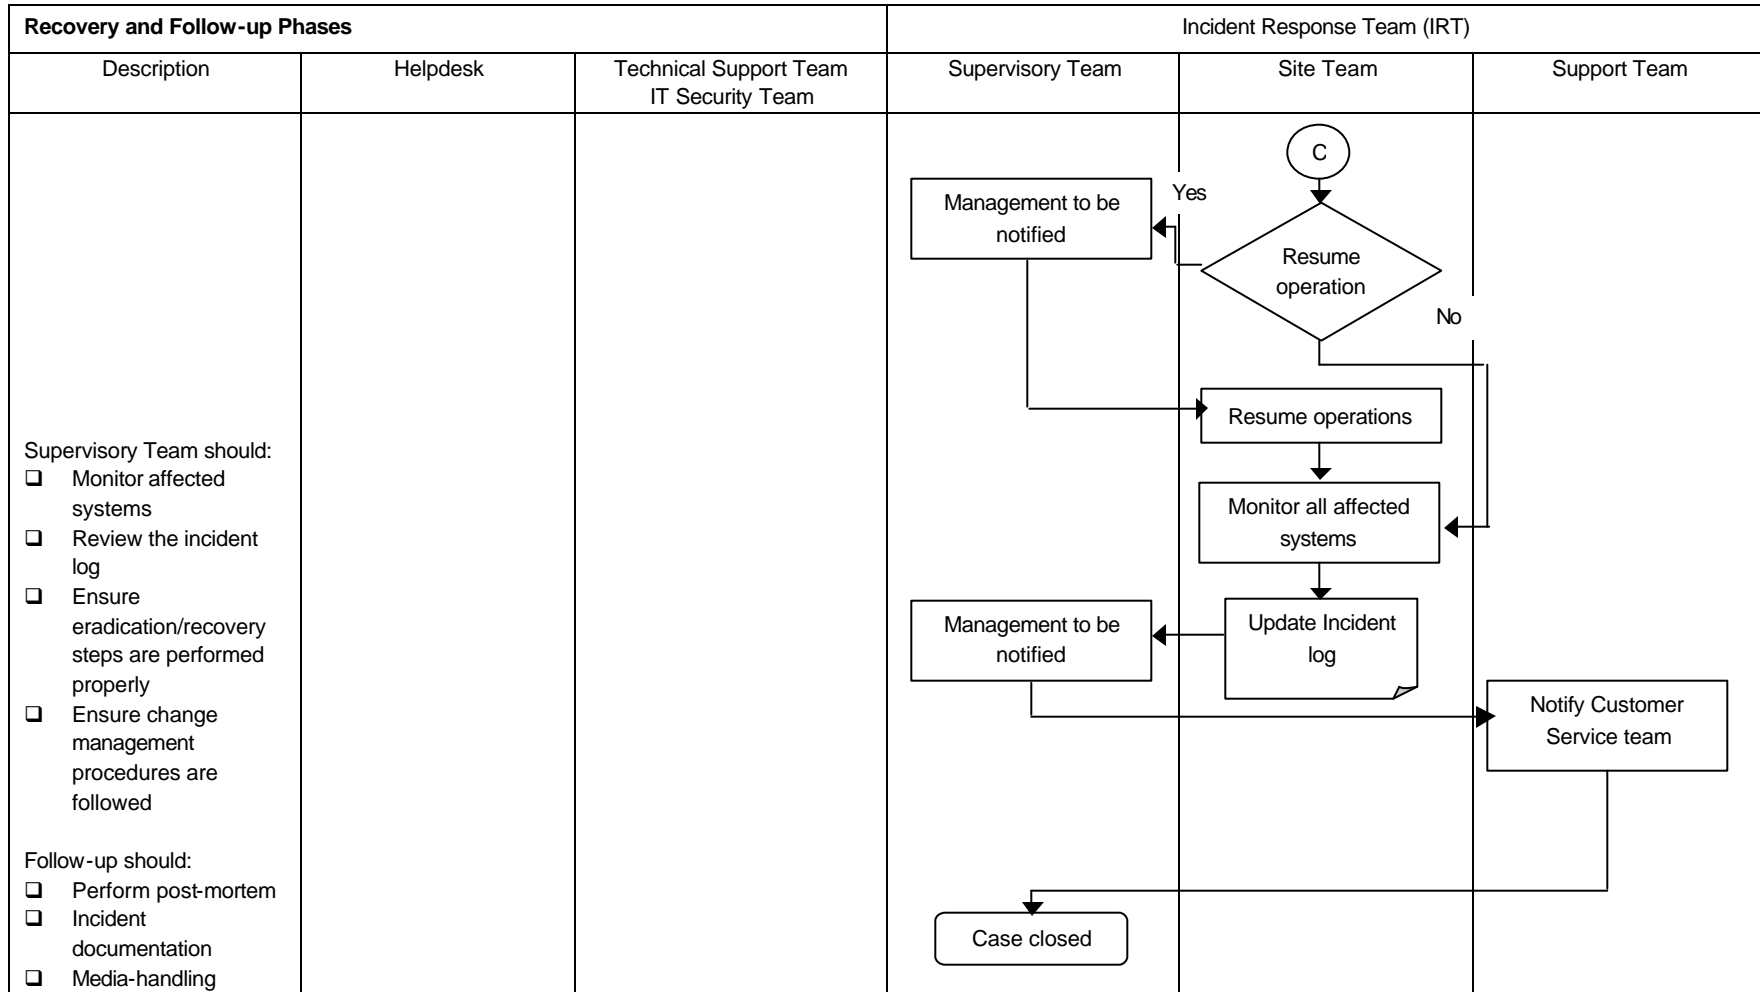 Recovery and Follow-up Phases
Incident Response Team (IRT)
Description
Helpdesk
Technical Support Team
IT Security Team
Supervisory Team
Site Team
Support Team
C
Yes
Management to be
notified
Resume
operation
No
Resume operations
Supervisory Team should:
❑ Monitor affected
systems
❑ Review the incident
log
❑ Ensure
eradication/recovery
steps are performed
properly
❑ Ensure change
management
procedures are
followed
Monitor all affected
systems
Management to be
notified
Update Incident
log
Notify Customer
Service team
Follow-up should:
❑ Perform post-mortem
❑ Incident
documentation
❑ Media-handling
Case closed